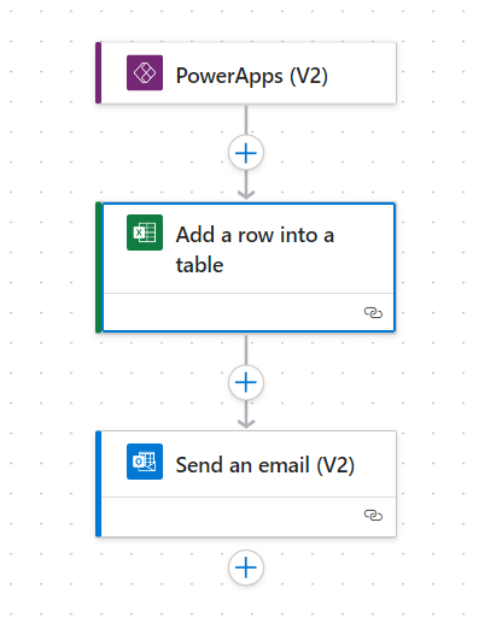 PowerApps (V2)
Add a row into a
table
Send an email (V2)